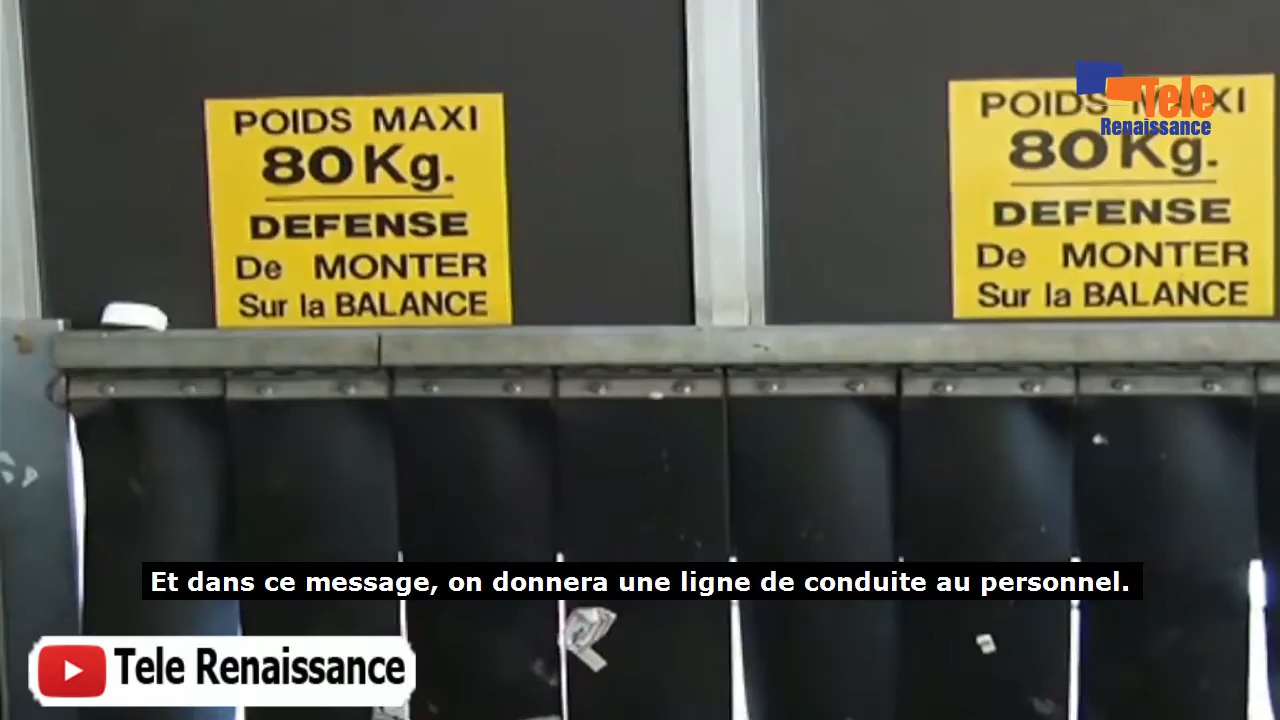 POIDS MAXI
80Kg.
DEFENSE
De MONTER
Sur la BALANCE
POIDS MAXI
80Kg.
DEFENSE
De MONTER
Sur la BALANCE
Tele
Renaissance
Et dans ce message, on donnera une ligne de conduite au personnel.
Tele Renaissance